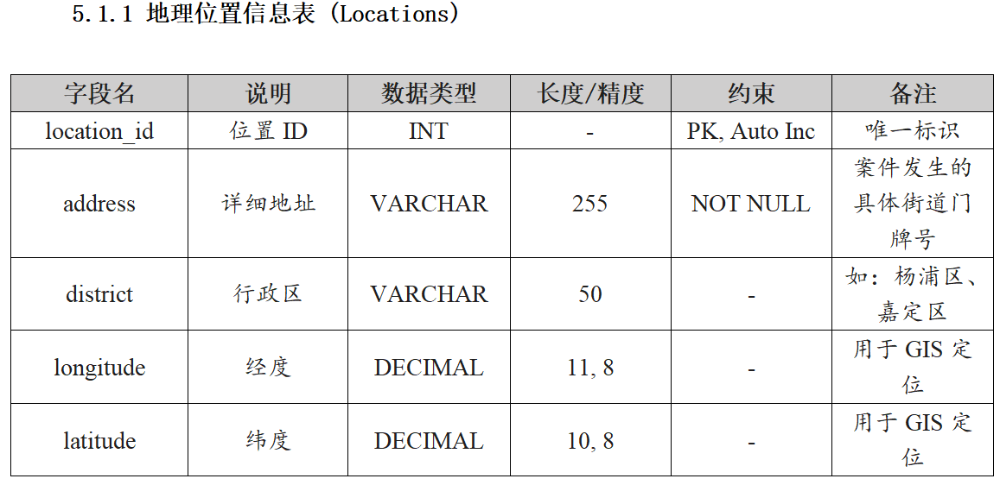 5.1.1 地理位置信息表 (Locations)
字段名 说明 数据类型 长度/精度 约束 备注
location_id 位置 ID INT - PK, Auto Inc 唯一标识
address 详细地址 VARCHAR 255 NOT NULL 案件发生的
具体街道门
牌号
district 行政区 VARCHAR 50 - 如：杨浦区、
嘉定区
longitude 经度 DECIMAL 11, 8 - 用于 GIS 定
位
latitude 纬度 DECIMAL 10, 8 - 用于 GIS 定
位